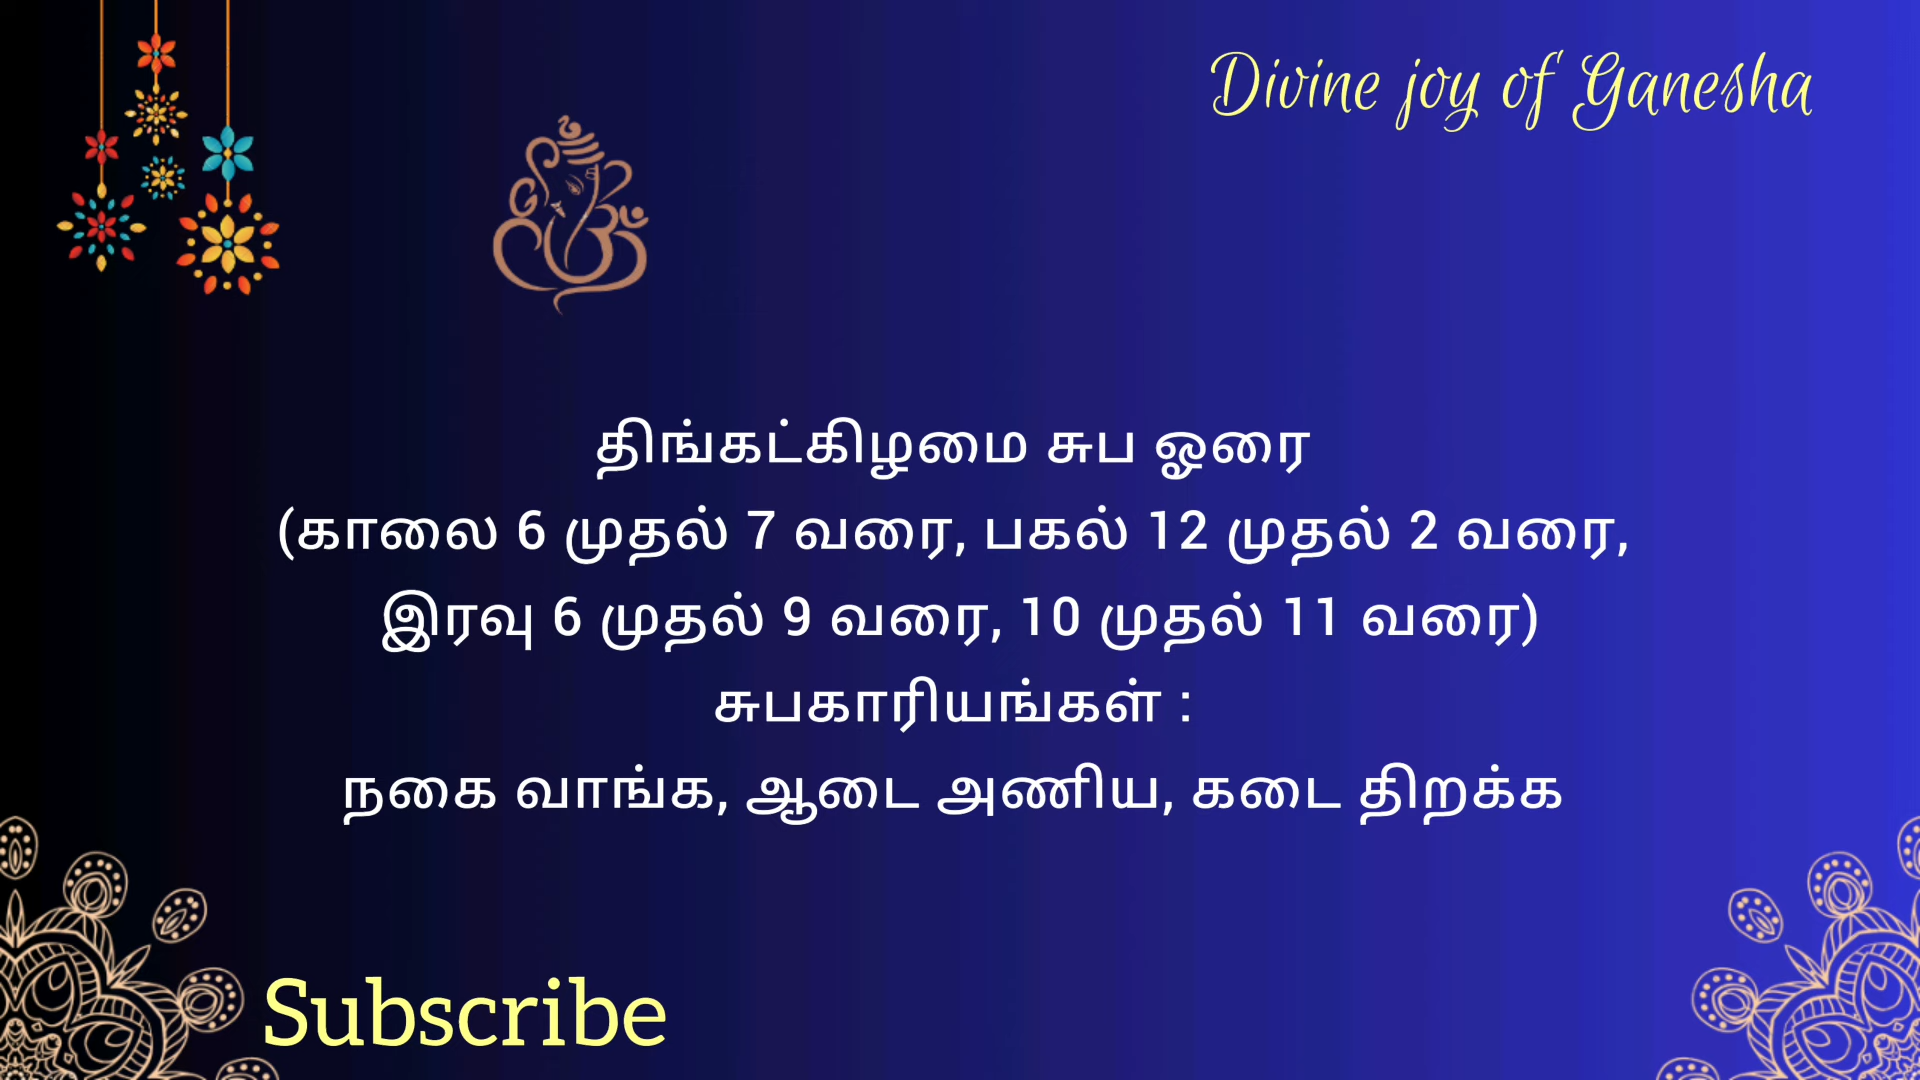 Divine joy of Ganesha
திங்கட்கிழமை சுப ஓரை
(காலை 6 முதல் 7 வரை, பகல் 12 முதல் 2 வரை,
இரவு 6 முதல் 9 வரை, 10 முதல் 11 வரை)
சுபகாரியங்கள் :
நகை வாங்க, ஆடை அணிய, கடை திறக்க
Subscribe